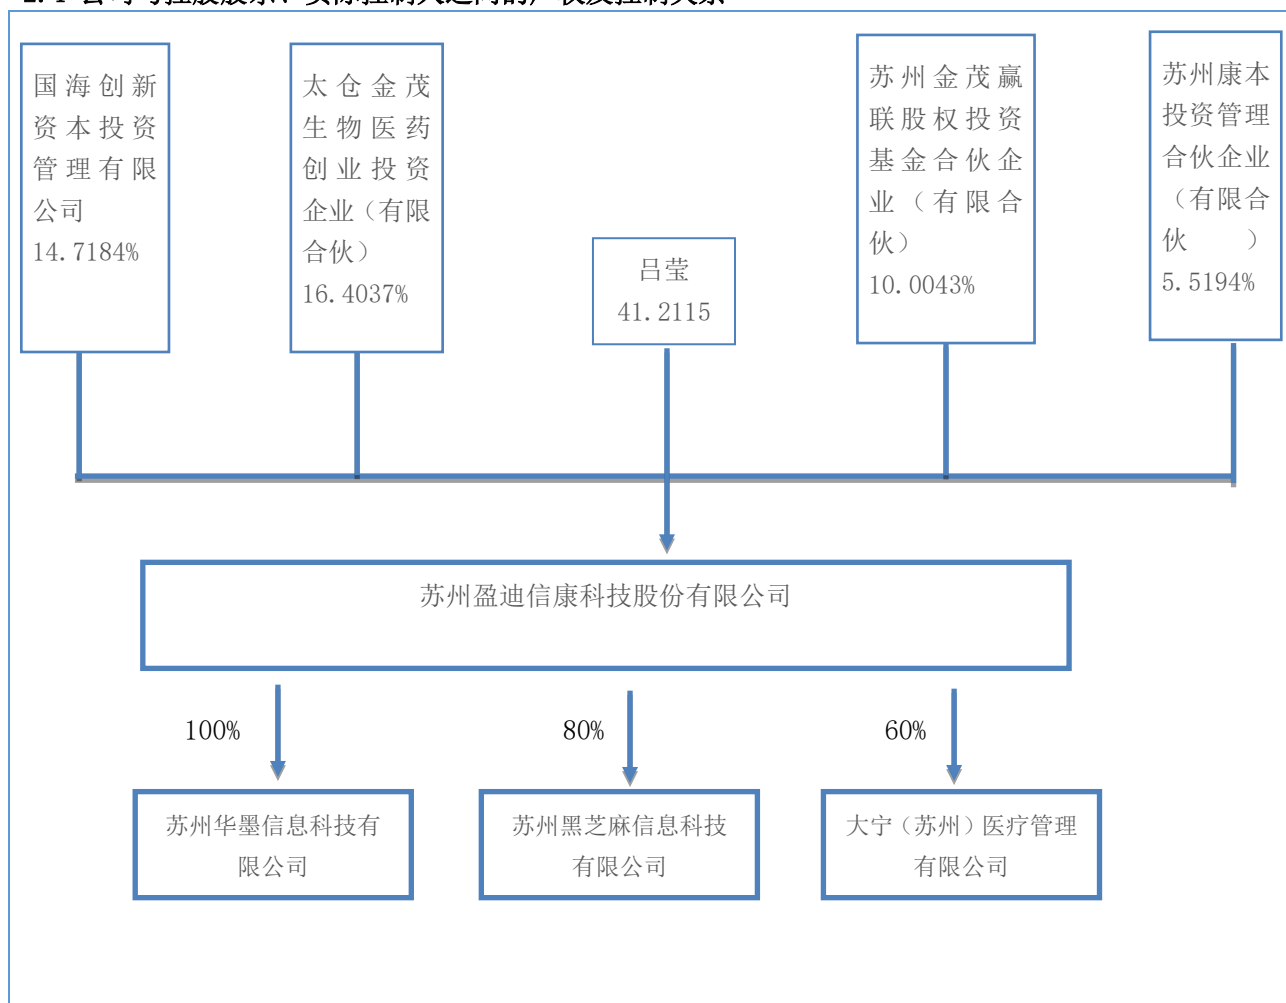 国海创新
资本投资
管理有限
公司
14.7184%
太仓金茂
生物医药
创业投资
企业（有限
合伙）
16.4037%
吕莹
41.2115
苏州金茂赢
联股权投资
基金合伙企
业（有限合
伙）
10.0043%
苏州康本
投资管理
合伙企业
（有限合
伙）
5.5194%
苏州盈迪信康科技股份有限公司
100%
80%
60%
苏州华墨信息科技有
限公司
苏州黑芝麻信息科技
有限公司
大宁（苏州）医疗管理
有限公司